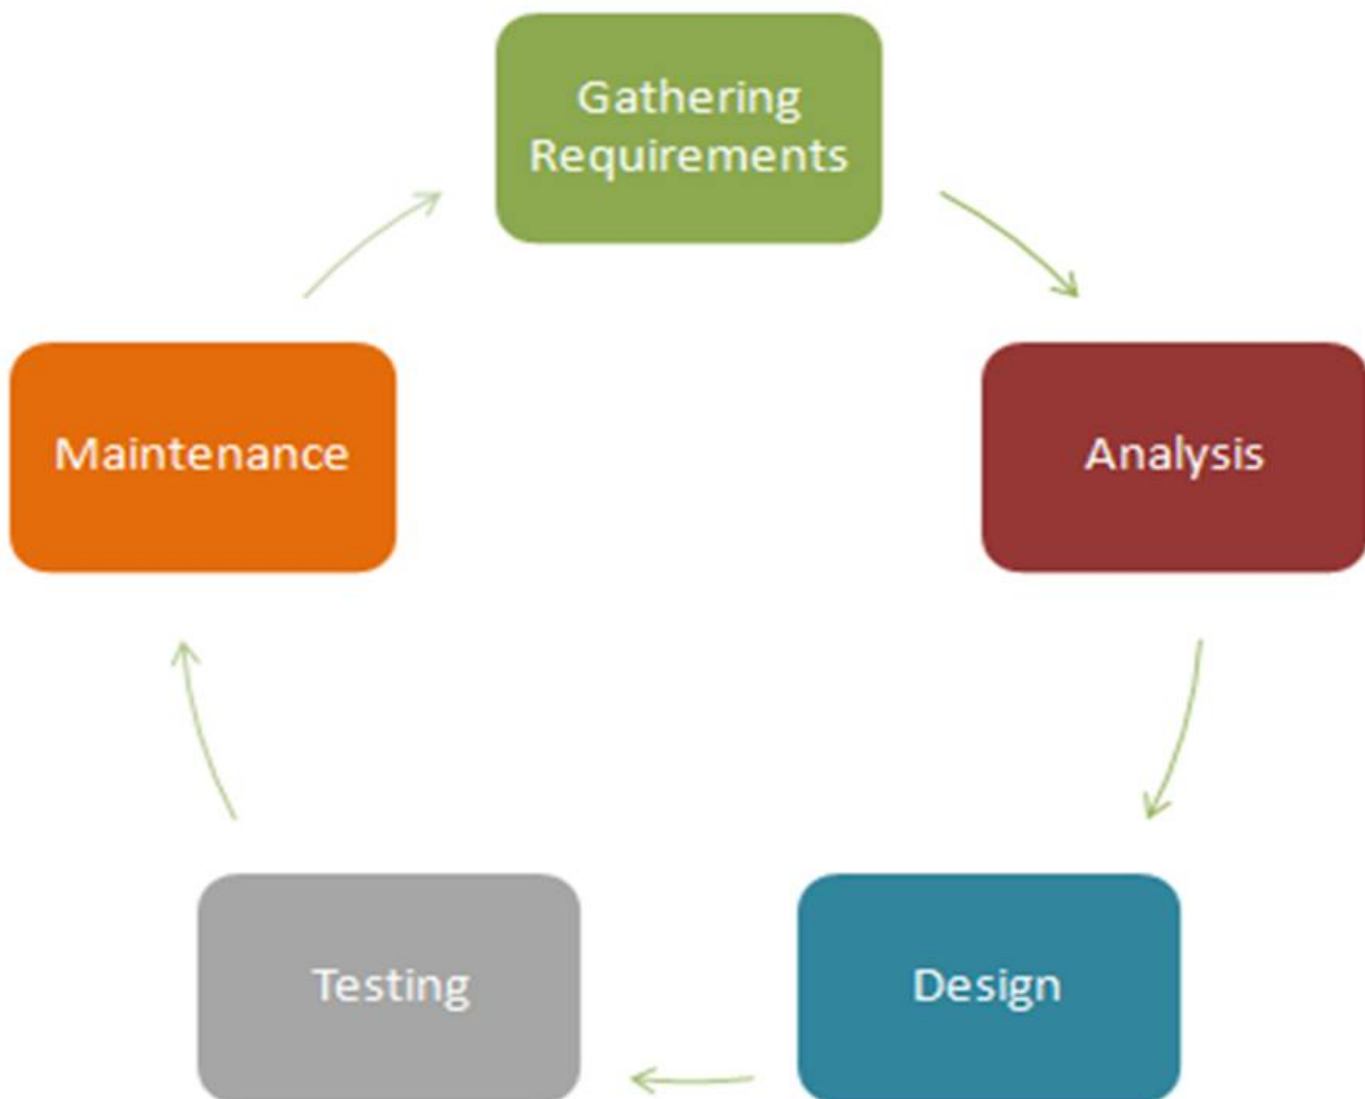 Gathering
Requirements
Analysis
Design
Testing
Maintenance